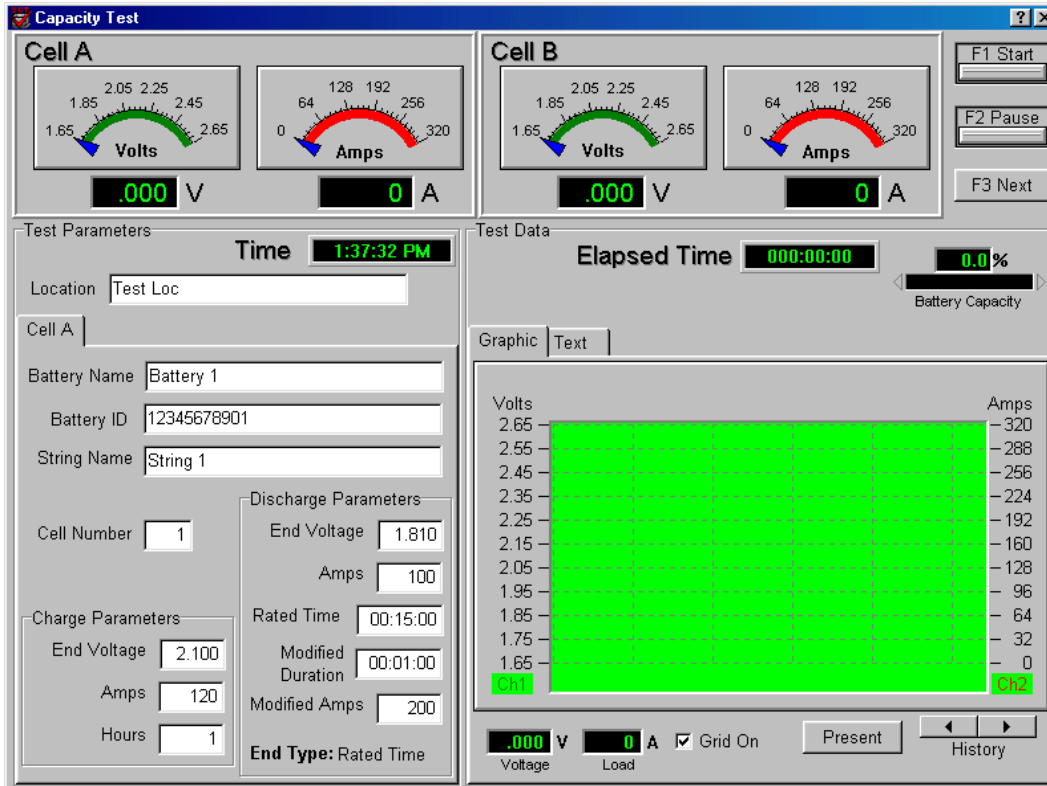 Capacity Test
Cell A
1.65 1.85 2.05 2.25 2.45 2.65
Volts
.000 V
0 64 128 192 256 320
Amps
0 A
Cell B
1.65 1.85 2.05 2.25 2.45 2.65
Volts
.000 V
0 64 128 192 256 320
Amps
0 A
F1 Start
F2 Pause
F3 Next
Test Parameters
Time 1:37:32 PM
Location Test Loc
Cell A
Battery Name Battery 1
Battery ID 12345678901
String Name String 1
Cell Number 1
Charge Parameters
End Voltage 2.100
Amps 120
Hours 1
Discharge Parameters
End Voltage 1.810
Amps 100
Rated Time 00:15:00
Modified
Duration 00:01:00
Modified Amps 200
End Type: Rated Time
Test Data
Elapsed Time 000:00:00
0.0 %
Battery Capacity
Graphic Text
Volts Amps
2.65 320
2.55 288
2.45 256
2.35 224
2.25 192
2.15 160
2.05 128
1.95 96
1.85 64
1.75 32
1.65 0
Ch1 Ch2
.000 V 0 A Grid On Present
Voltage Load History